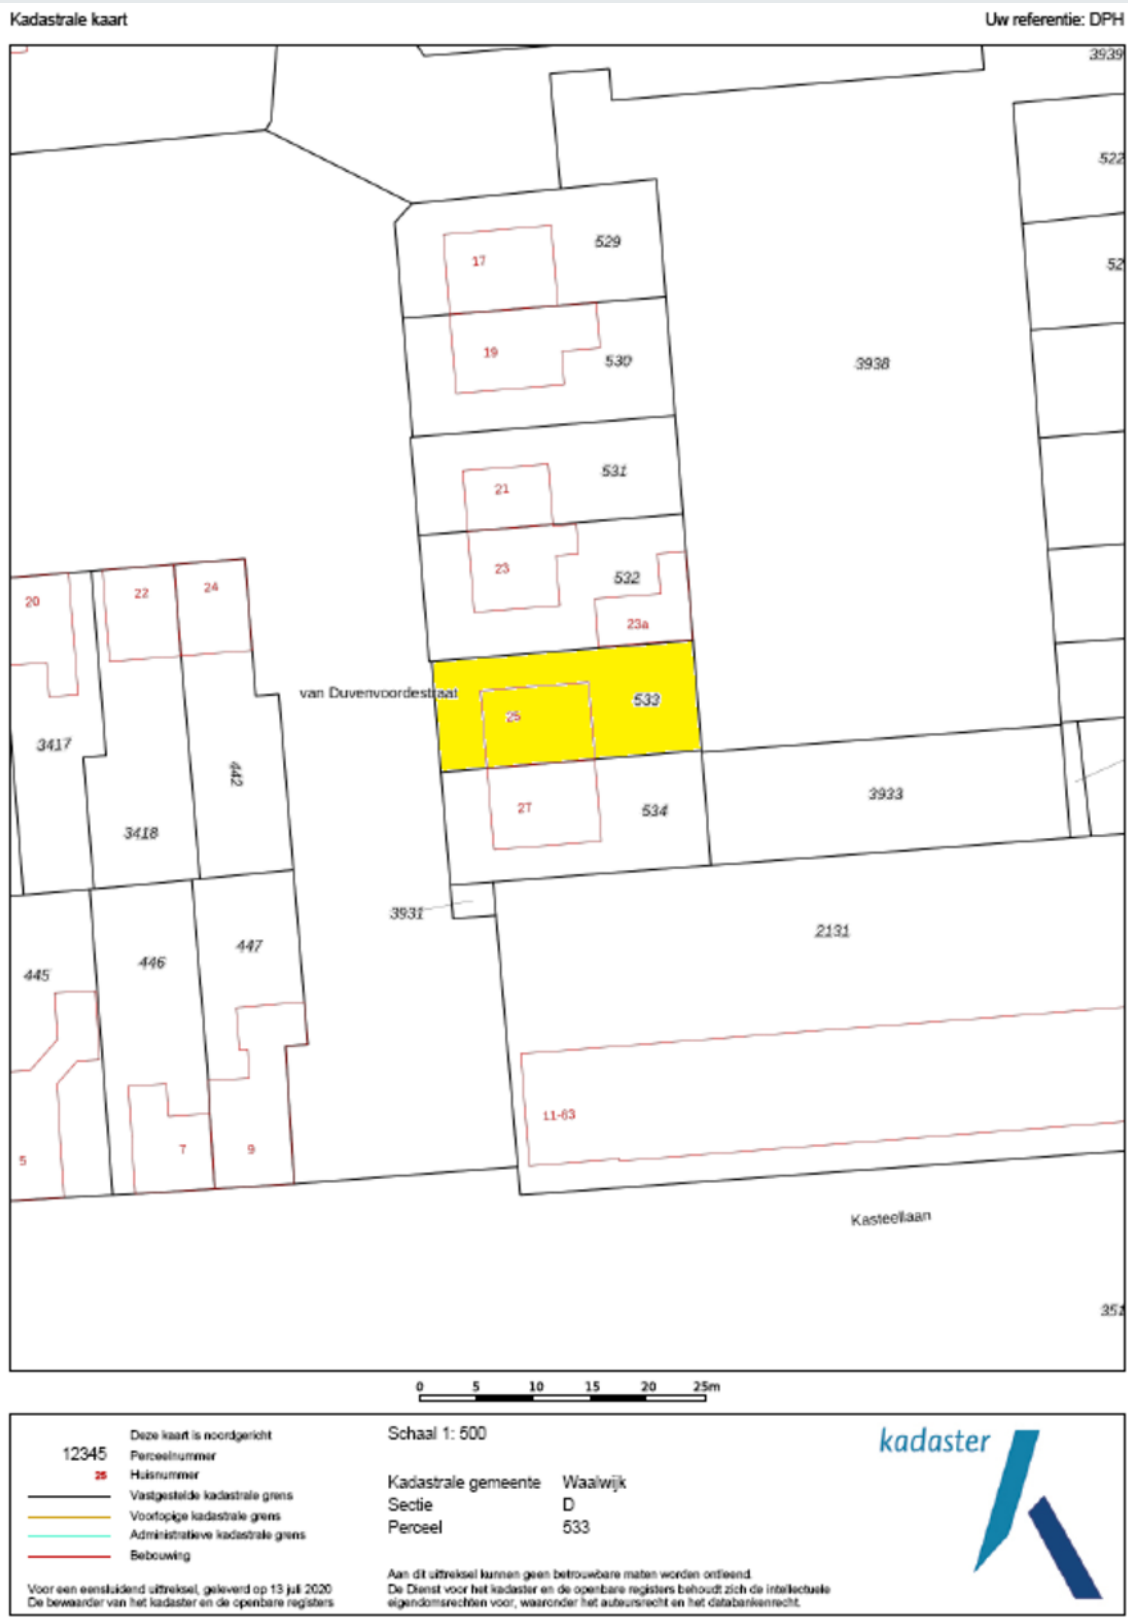 Kadastrale kaart
Uw referentie: DPH
3939
522
529
17
52
19
530
3938
531
21
23
532
20
22
24
23a
van Duvenvoordestraat
533
25
3417
442
3933
27
534
3418
3931
2131
447
446
445
11-63
7
9
5
Kasteellaan
351
0 5 10 15 20 25m
Deze kaart is noordgericht
12345 Perceelnummer
25 Huisnummer
Vastgestelde kadastrale grens
Voorlopige kadastrale grens
Administratieve kadastrale grens
Bebouwing
Voor een eensluidend uittreksel, geleverd op 13 juli 2020
De bewaarder van het kadaster en de openbare registers
Schaal 1: 500
Kadastrale gemeente Waalwijk
Sectie D
Perceel 533
Aan dit uittreksel kunnen geen betrouwbare maten worden ontleend.
De Dienst voor het kadaster en de openbare registers behoudt zich de intellectuele
eigendomsrechten voor, waaronder het auteursrecht en het databankenrecht.
kadaster